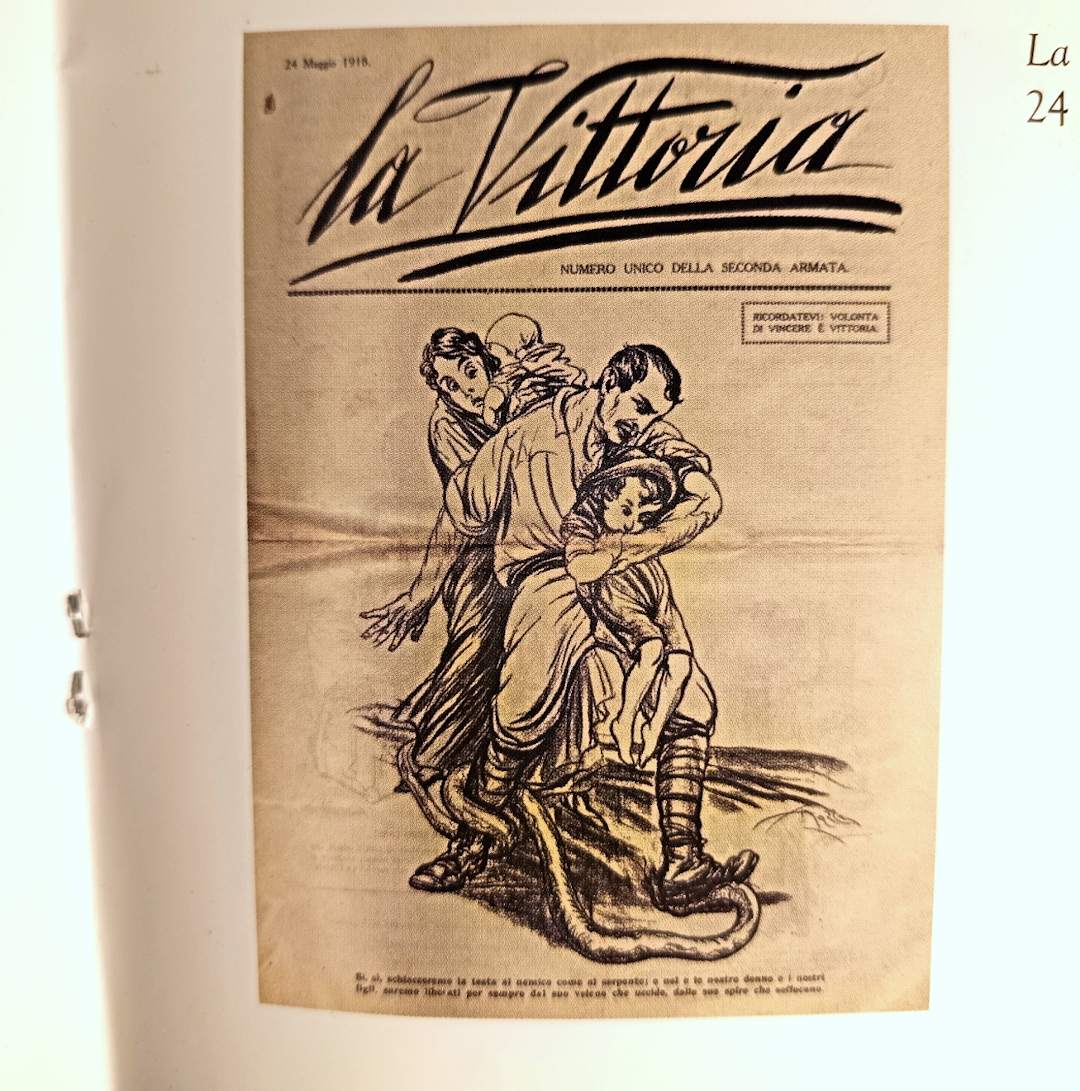 24 Maggio 1918.
La
24
la Vittoria
NUMERO UNICO DELLA SECONDA ARMATA.
RICORDATEVI: VOLONTA
DI VINCERE È VITTORIA.
Sì, sì, schiacceremo la testa al nemico come al serpente; e noi e le nostre donne e i nostri
figli, saremo liberati per sempre dal suo veleno che uccide, dalle sue spire che soffocano.